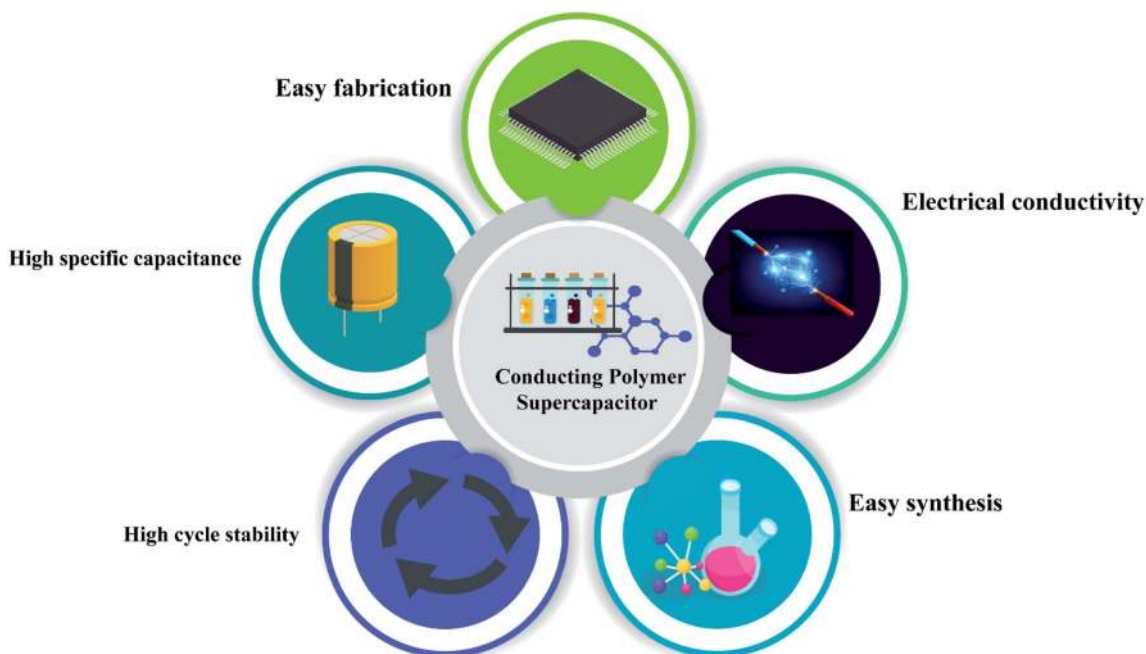 Easy fabrication
Electrical conductivity
High specific capacitance
Conducting Polymer
Supercapacitor
Easy synthesis
High cycle stability